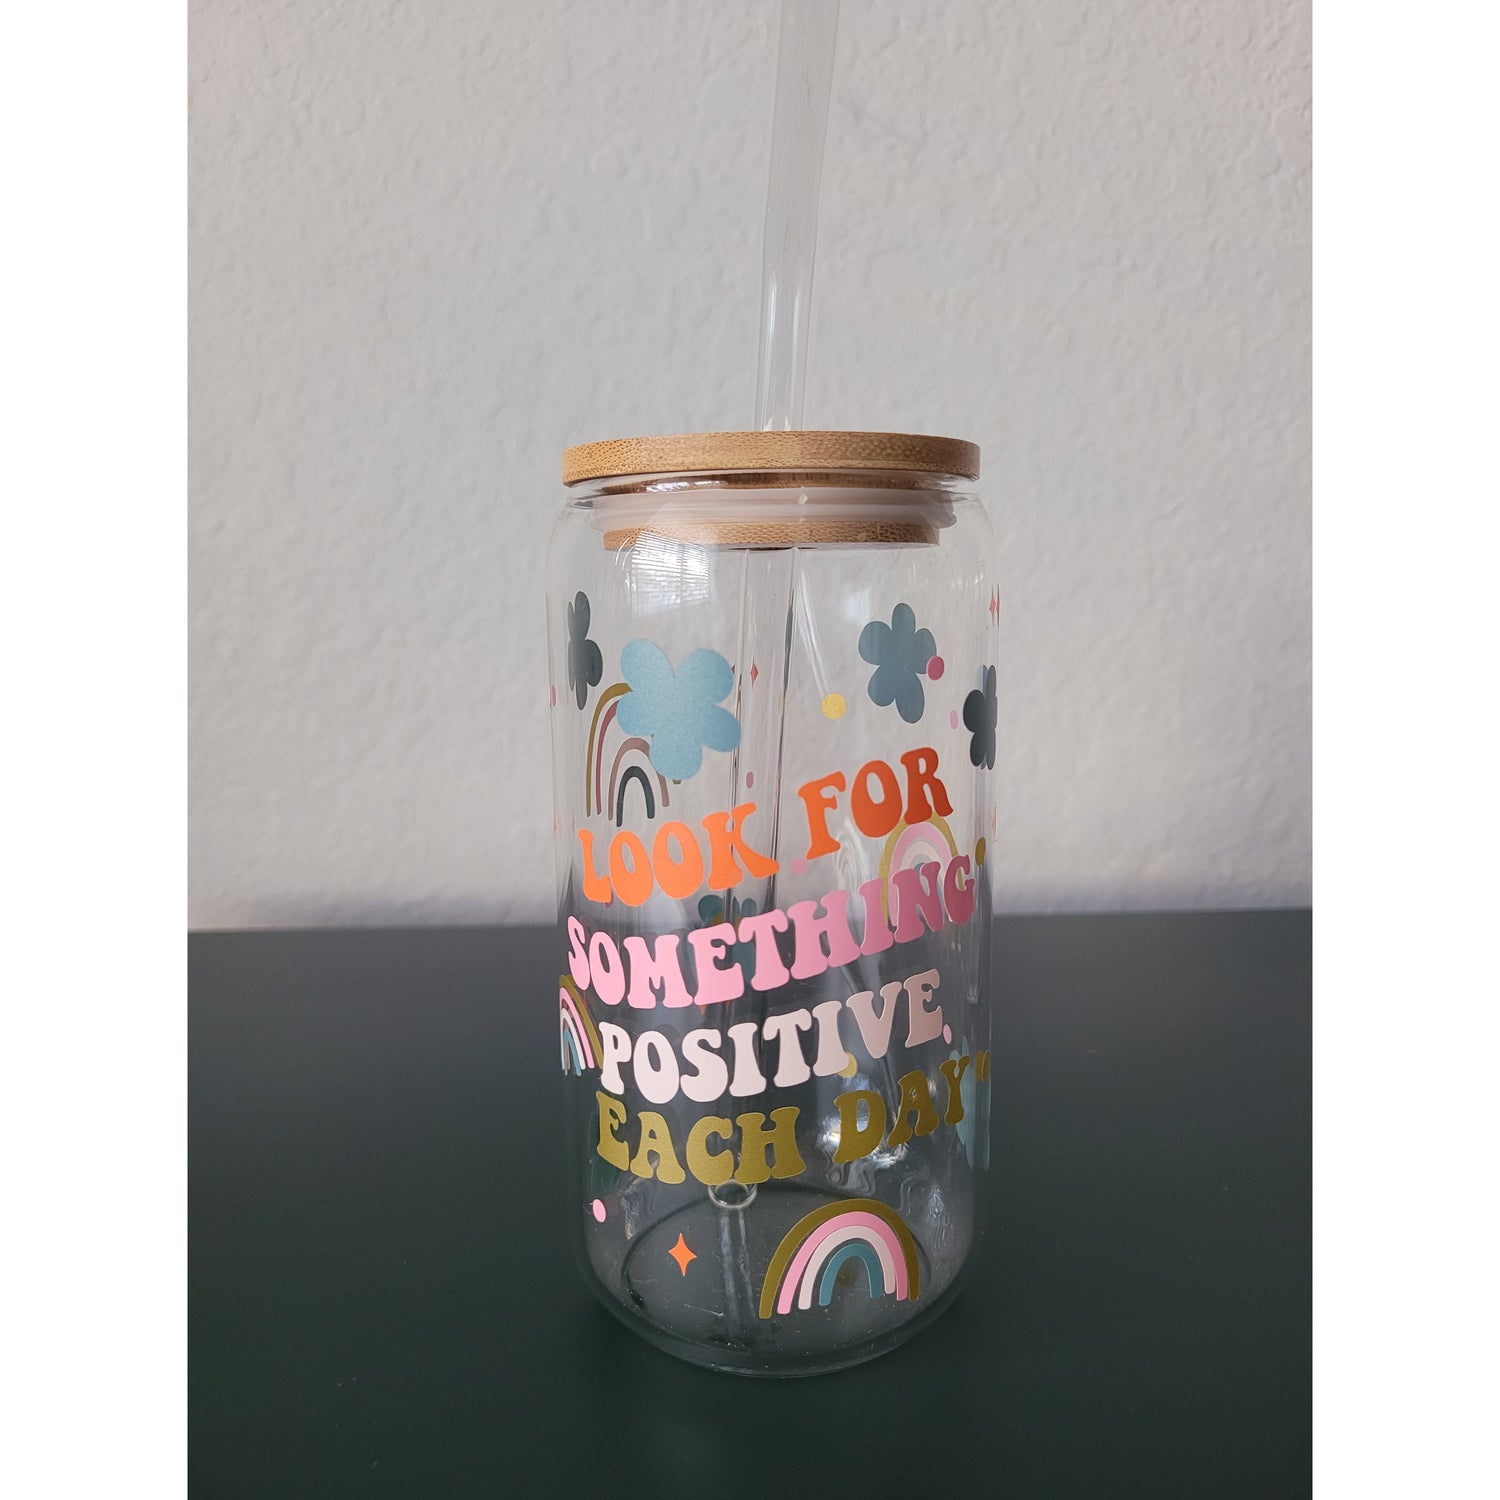 LOOK FOR
SOMETHING
POSITIVE
EACH DAY